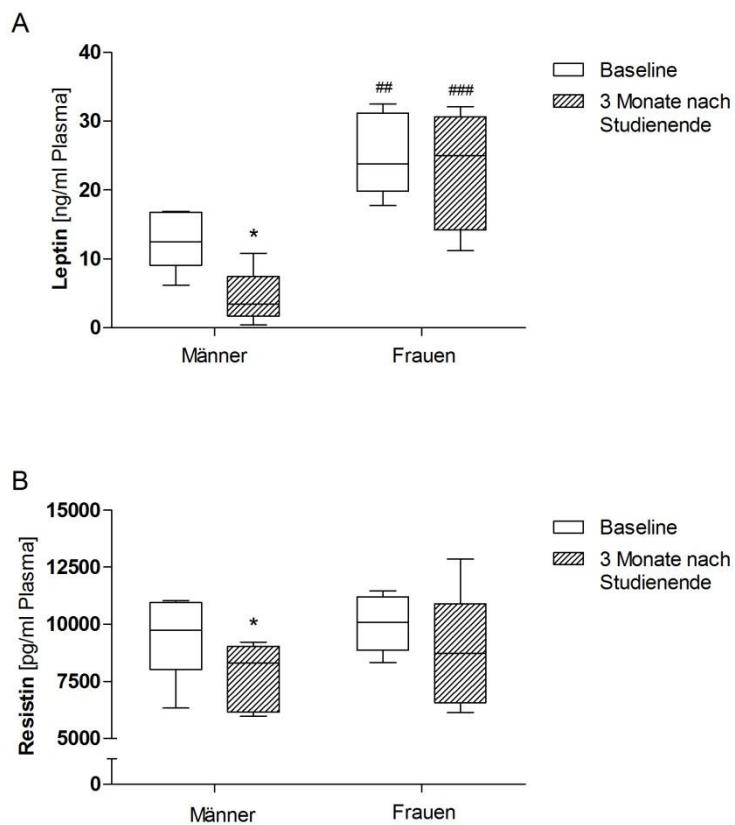 A
40
30
20
10
0
Leptin [ng/ml Plasma]
## ###
*
Männer Frauen
Baseline
3 Monate nach
Studienende
B
15000
12500
10000
7500
5000
0
Resistin [pg/ml Plasma]
*
Männer Frauen
Baseline
3 Monate nach
Studienende